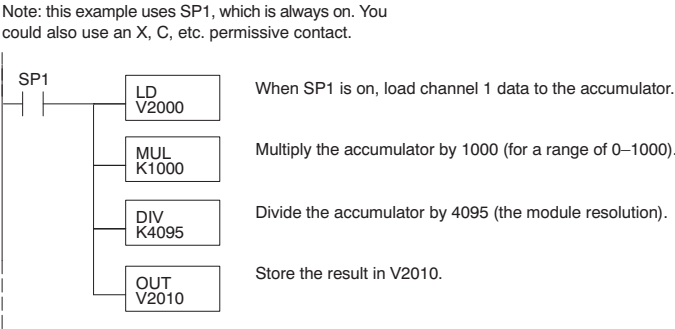 Note: this example uses SP1, which is always on. You
could also use an X, C, etc. permissive contact.
SP1
LD
V2000
When SP1 is on, load channel 1 data to the accumulator.
MUL
K1000
Multiply the accumulator by 1000 (for a range of 0–1000).
DIV
K4095
Divide the accumulator by 4095 (the module resolution).
OUT
V2010
Store the result in V2010.